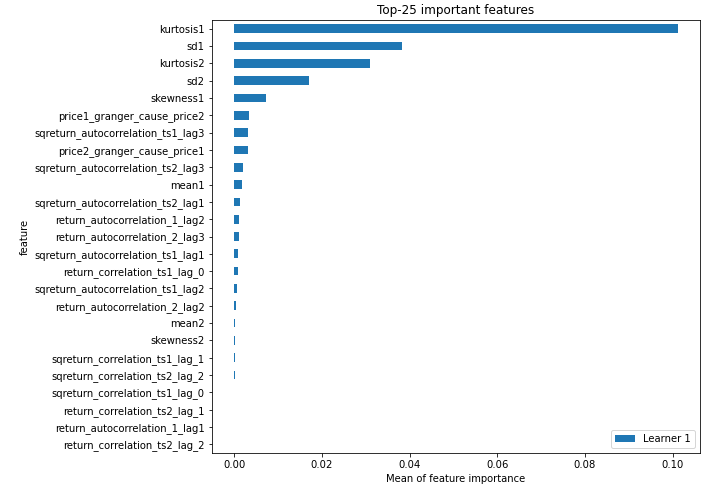 Top-25 important features
kurtosis1
sd1
kurtosis2
sd2
skewness1
price1_granger_cause_price2
sqreturn_autocorrelation_ts1_lag3
price2_granger_cause_price1
sqreturn_autocorrelation_ts2_lag3
mean1
sqreturn_autocorrelation_ts2_lag1
return_autocorrelation_1_lag2
return_autocorrelation_2_lag3
sqreturn_autocorrelation_ts1_lag1
return_correlation_ts1_lag_0
sqreturn_autocorrelation_ts1_lag2
return_autocorrelation_2_lag2
mean2
skewness2
sqreturn_correlation_ts1_lag_1
sqreturn_correlation_ts2_lag_2
sqreturn_correlation_ts1_lag_0
return_correlation_ts2_lag_1
return_autocorrelation_1_lag1
return_correlation_ts2_lag_2
feature
Learner 1
0.00 0.02 0.04 0.06 0.08 0.10
Mean of feature importance